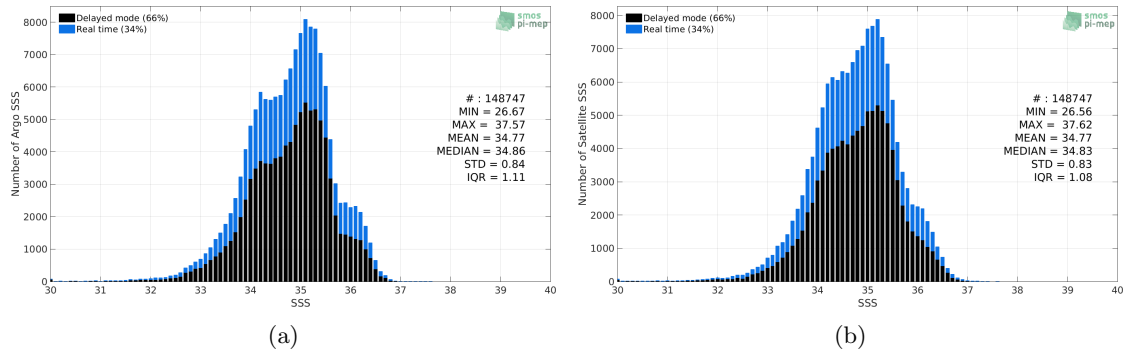 Delayed mode (66%)
Real time (34%)
smos
pi-mep
8000
7000
6000
5000
4000
3000
2000
1000
0
Number of Argo SSS
# : 148747
MIN = 26.67
MAX = 37.57
MEAN = 34.77
MEDIAN = 34.86
STD = 0.84
IQR = 1.11
30 31 32 33 34 35 36 37 38 39 40
SSS
(a)
Delayed mode (66%)
Real time (34%)
smos
pi-mep
8000
7000
6000
5000
4000
3000
2000
1000
0
Number of Satellite SSS
# : 148747
MIN = 26.56
MAX = 37.62
MEAN = 34.77
MEDIAN = 34.83
STD = 0.83
IQR = 1.08
30 31 32 33 34 35 36 37 38 39 40
SSS
(b)